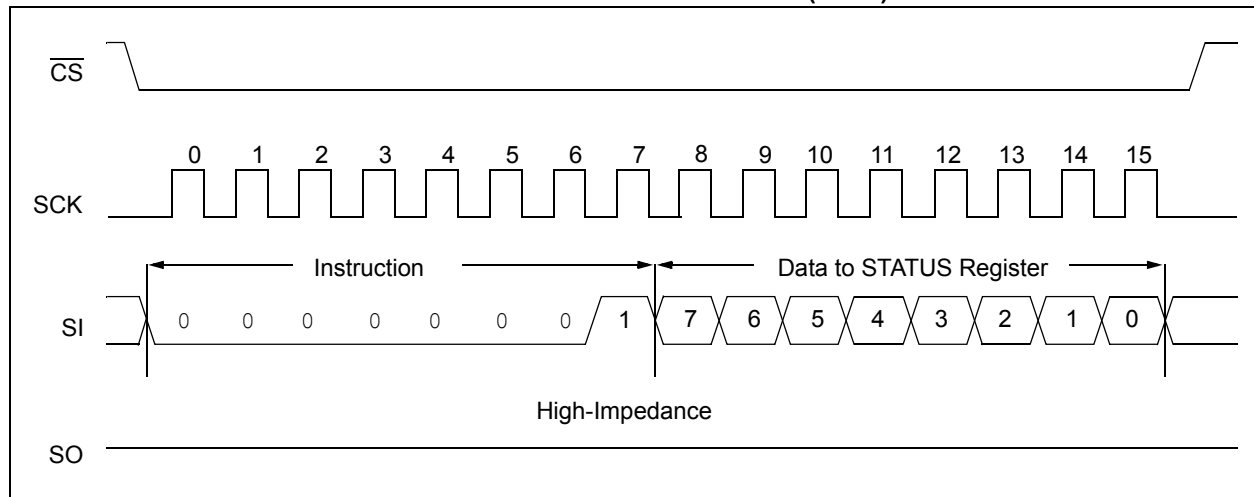 CS
0 1 2 3 4 5 6 7 8 9 10 11 12 13 14 15
SCK
Instruction Data to STATUS Register
SI 0 0 0 0 0 0 0 1 7 6 5 4 3 2 1 0
High-Impedance
SO